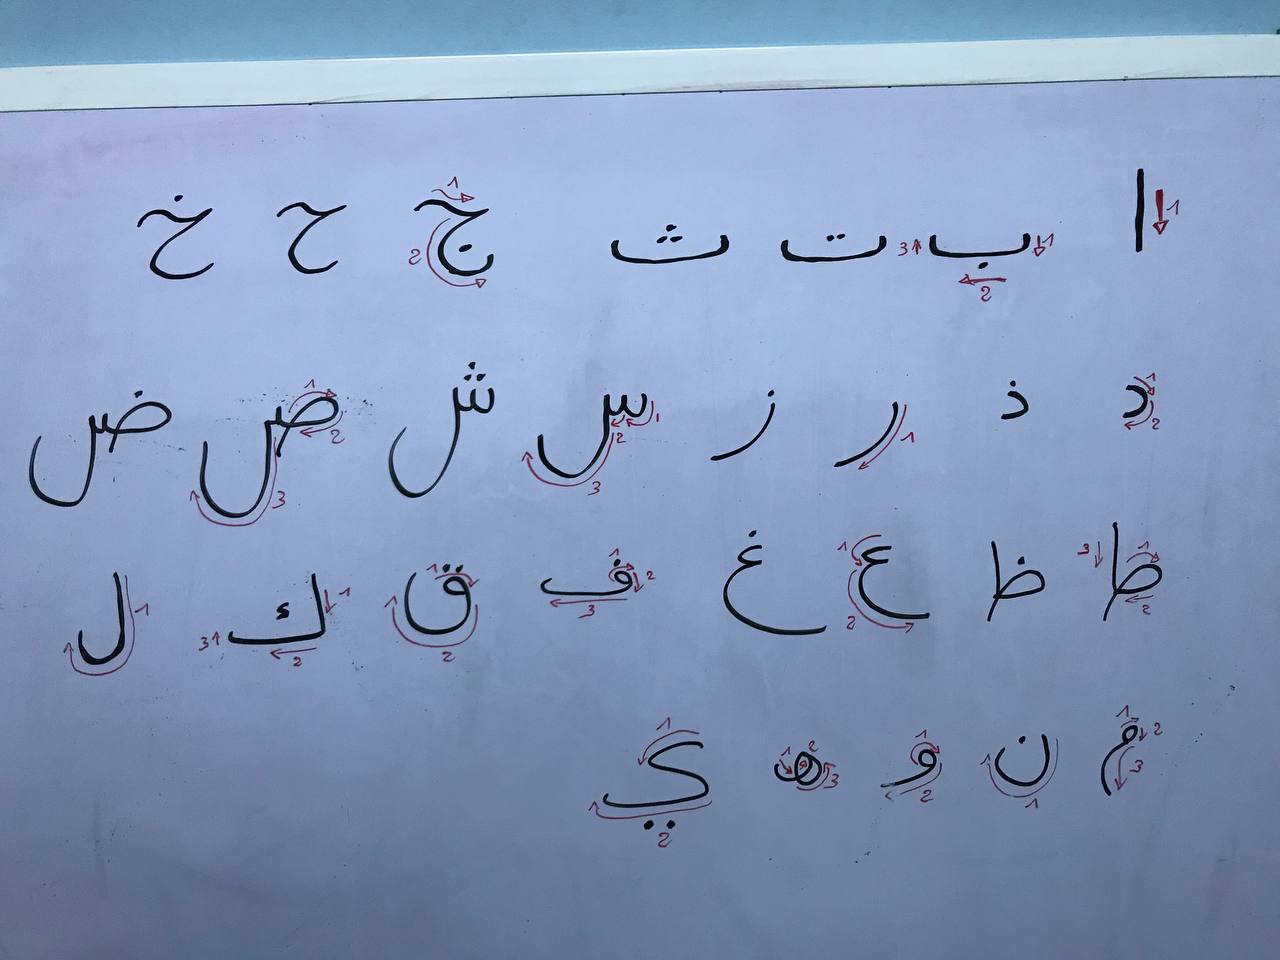 ا ب ت ث ج ح خ
د ذ ر ز س ش ص ض
ط ظ ع غ ف ق ك ل
م ن و ه ي